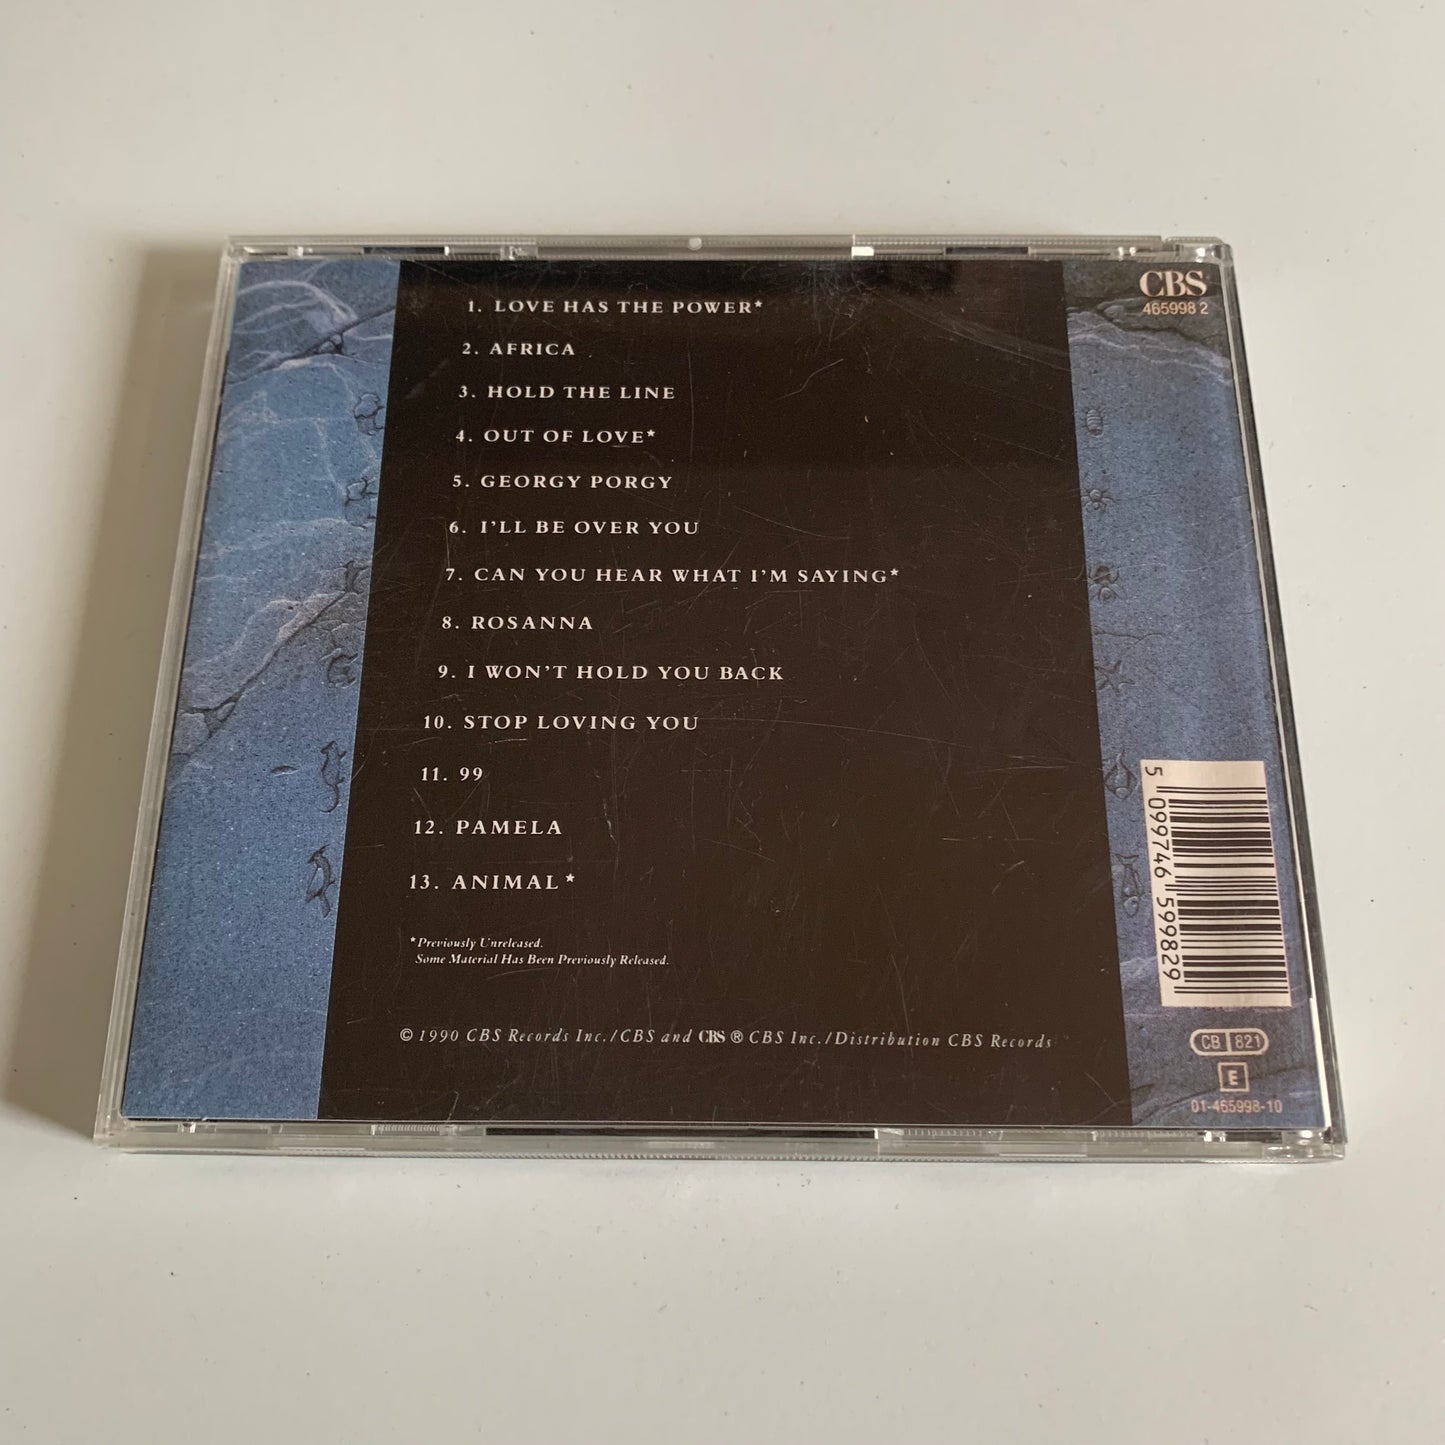 CBS
465998 2
1. LOVE HAS THE POWER*
2. AFRICA
3. HOLD THE LINE
4. OUT OF LOVE*
5. GEORGY PORGY
6. I'LL BE OVER YOU
7. CAN YOU HEAR WHAT I'M SAYING*
8. ROSANNA
9. I WON'T HOLD YOU BACK
10. STOP LOVING YOU
11. 99
12. PAMELA
13. ANIMAL*
*Previously Unreleased.
Some Material Has Been Previously Released.
© 1990 CBS Records Inc./CBS and CBS ® CBS Inc./Distribution CBS Records
5 099746 599829
CB 821
E
01-465998-10